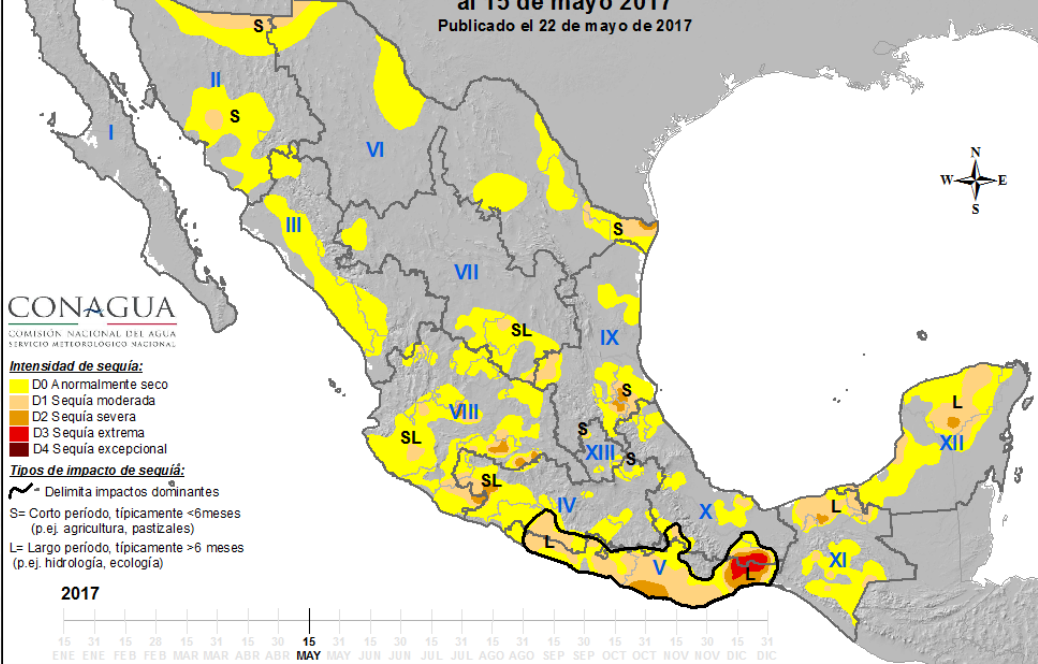 al 15 de mayo 2017
Publicado el 22 de mayo de 2017
S
II
S
I
VI
N
W E
S
III
S
VII
CONAGUA
COMISIÓN NACIONAL DEL AGUA
SERVICIO METEOROLÓGICO NACIONAL
SL
IX
Intensidad de sequía:
D0 Anormalmente seco
D1 Sequía moderada
D2 Sequía severa
D3 Sequía extrema
D4 Sequía excepcional
S
L
VIII
SL
S
XII
XIII
S
Tipos de impacto de sequía:
SL
~ Delimita impactos dominantes
S= Corto período, típicamente <6meses
(p.ej. agricultura, pastizales)
IV
X
L
L= Largo período, típicamente >6 meses
(p.ej. hidrología, ecología)
L
V
L
XI
2017
15 31 15 28 15 31 15 30 15 31 15 30 15 31 15 31 15 30 15 31 15 30 15 31
ENE ENE FEB FEB MAR MAR ABR ABR MAY MAY JUN JUN JUL JUL AGO AGO SEP SEP OCT OCT NOV NOV DIC DIC